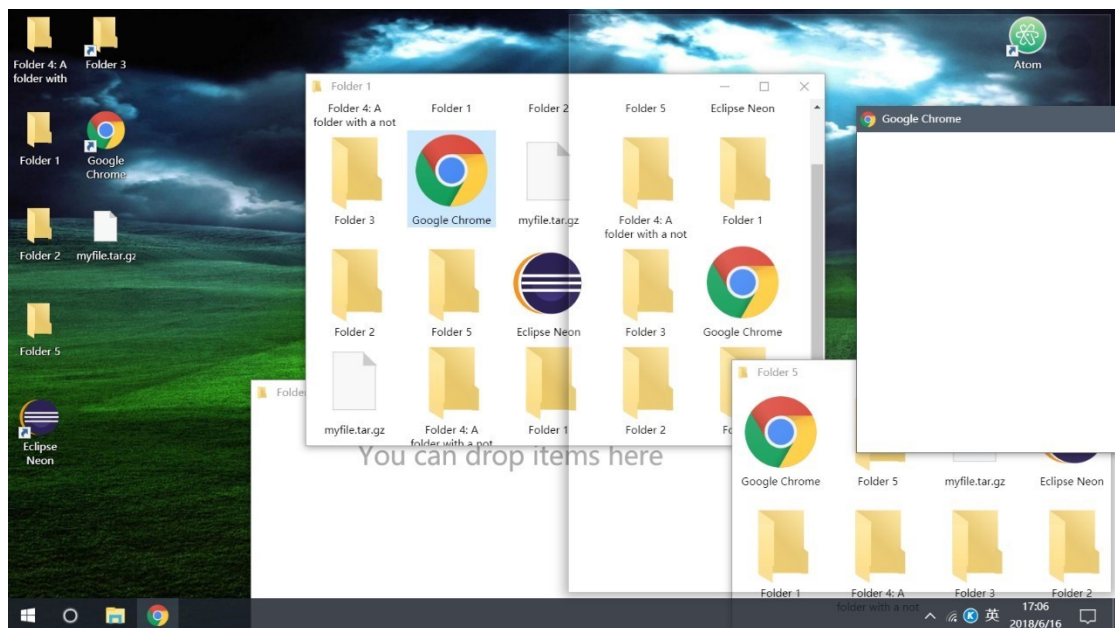 Folder 4: A
folder with
Folder 3
Folder 1
Google
Chrome
Folder 2
myfile.tar.gz
Folder 5
Eclipse
Neon
Atom
Folder 1
Folder 4: A
folder with a not
Folder 1
Folder 2
Folder 5
Eclipse Neon
Folder 3
Google Chrome
myfile.tar.gz
Folder 4: A
folder with a not
Folder 1
Folder 2
Folder 5
Eclipse Neon
Folder 3
Google Chrome
myfile.tar.gz
Folder 4: A
folder with a not
Folder 1
Folder 2
Google Chrome
Folder 5
Google Chrome
Folder 5
myfile.tar.gz
Eclipse Neon
Folder 1
Folder 4: A
folder with a not
Folder 3
Folder 2
You can drop items here
英
17:06
2018/6/16